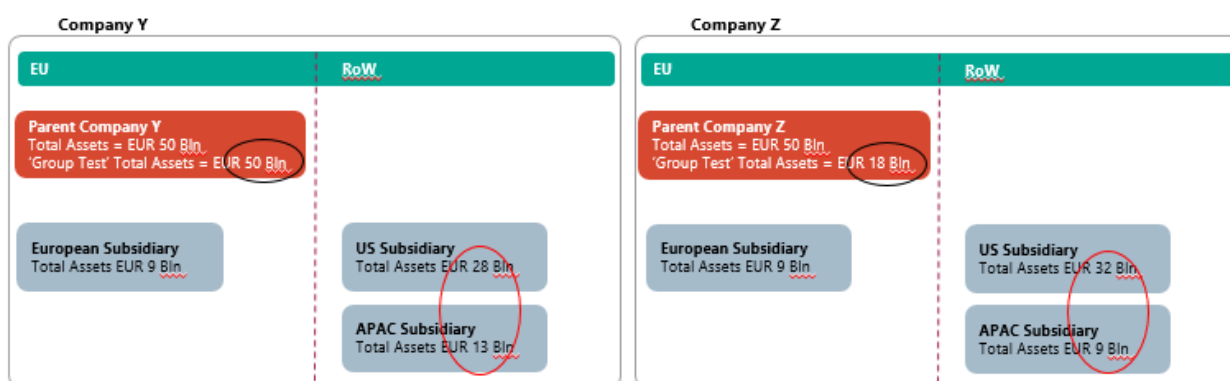 Company Y
EU
RoW
Parent Company Y
Total Assets = EUR 50 Bln
‘Group Test’ Total Assets = EUR 50 Bln
European Subsidiary
Total Assets EUR 9 Bln
US Subsidiary
Total Assets EUR 28 Bln
APAC Subsidiary
Total Assets EUR 13 Bln
Company Z
EU
RoW
Parent Company Z
Total Assets = EUR 50 Bln
‘Group Test’ Total Assets = EUR 18 Bln
European Subsidiary
Total Assets EUR 9 Bln
US Subsidiary
Total Assets EUR 32 Bln
APAC Subsidiary
Total Assets EUR 9 Bln